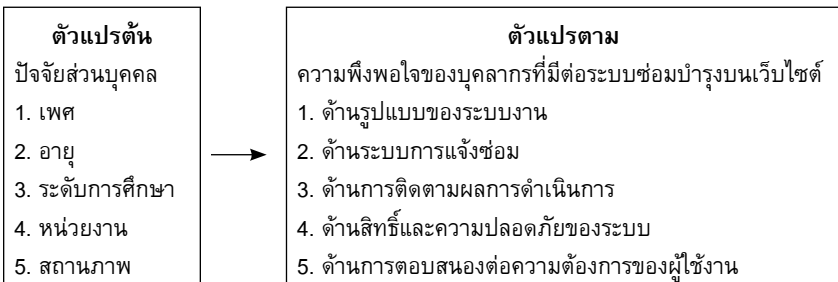 ตัวแปรต้น
ปัจจัยส่วนบุคคล
1. เพศ
2. อายุ
3. ระดับการศึกษา
4. หน่วยงาน
5. สถานภาพ
ตัวแปรตาม
ความพึงพอใจของบุคลากรที่มีต่อระบบซ่อมบำรุงบนเว็บไซต์
1. ด้านรูปแบบของระบบงาน
2. ด้านระบบการแจ้งซ่อม
3. ด้านการติดตามผลการดำเนินการ
4. ด้านสิทธิ์และความปลอดภัยของระบบ
5. ด้านการตอบสนองต่อความต้องการของผู้ใช้งาน